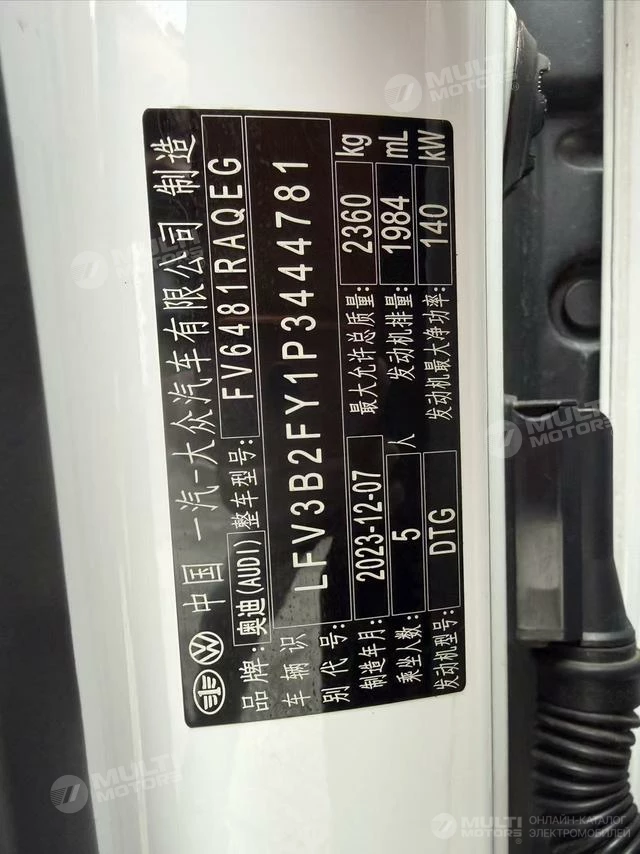 中国一汽-大众汽车有限公司 制造
品牌: 奥迪(AUDI) 整车型号: FV6481RAQEG
车辆识别代号: LFV3B2FY1P3444781
制造年月: 2023-12-07 最大允许总质量: 2360 kg
乘坐人数: 5 人 发动机排量: 1984 mL
发动机型号: DTG 发动机最大净功率: 140 kW
MULTI MOTORS
MULTI MOTORS
MULTI MOTORS
MULTI MOTORS
MULTI MOTORS
ОНЛАЙН-КАТАЛОГ
ЭЛЕКТРОМОБИЛЕЙ